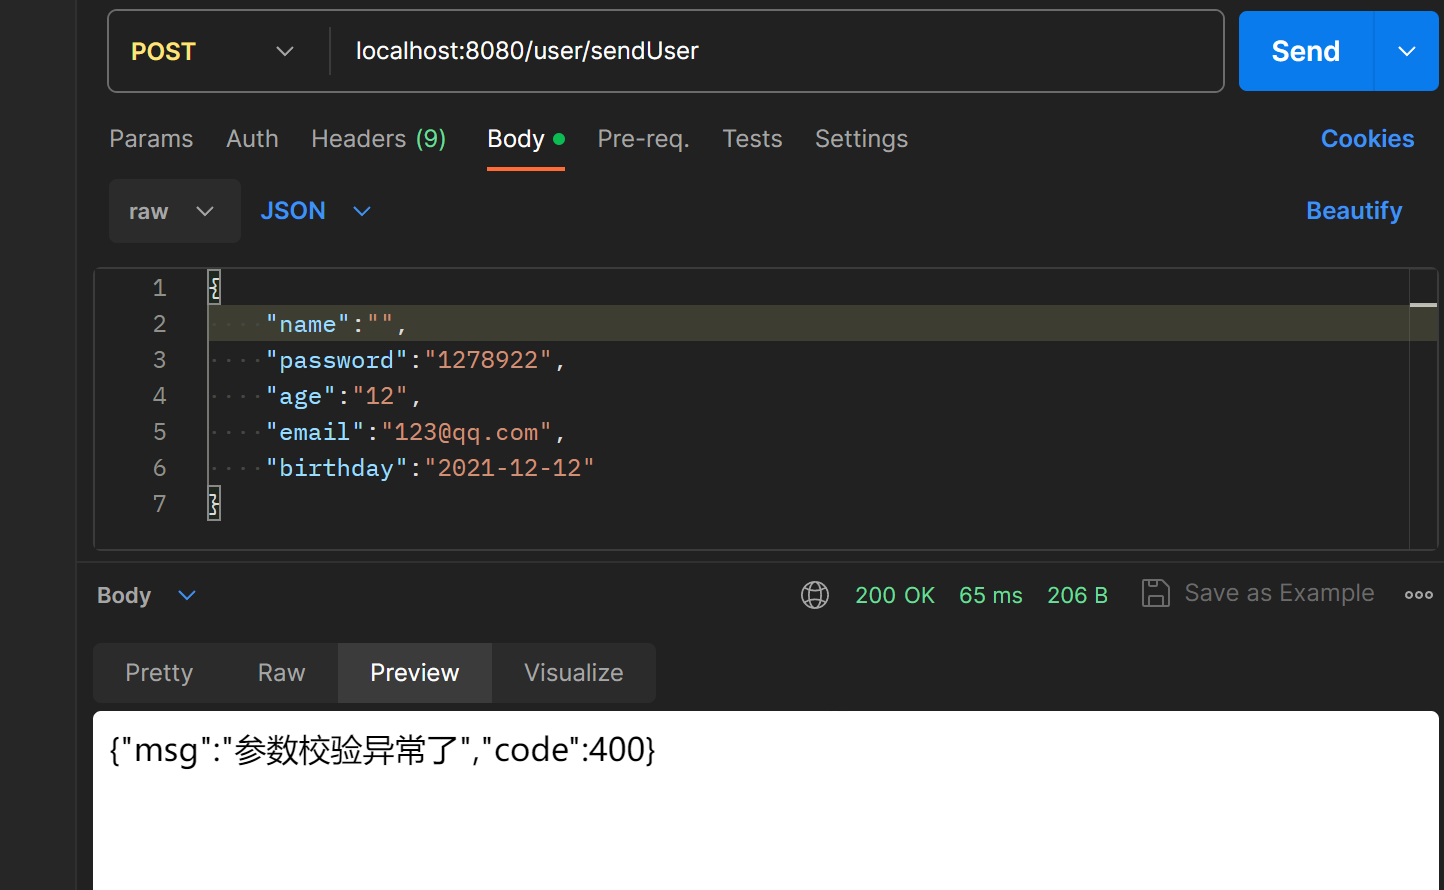 POST localhost:8080/user/sendUser Send
Params Auth Headers (9) Body Pre-req. Tests Settings Cookies
raw JSON Beautify
1 {
2 "name":"",
3 "password":"1278922",
4 "age":"12",
5 "email":"123@qq.com",
6 "birthday":"2021-12-12"
7 }
Body 200 OK 65 ms 206 B Save as Example
Pretty Raw Preview Visualize
{"msg":"参数校验异常了","code":400}